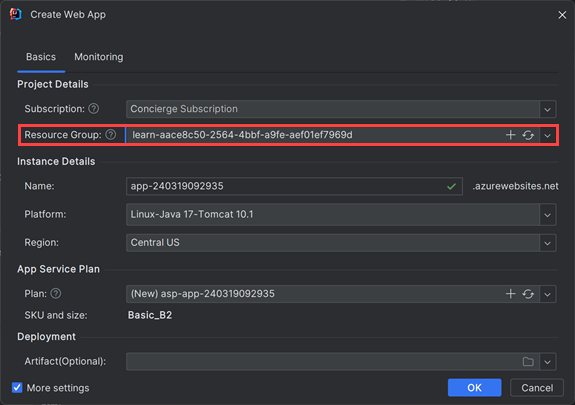 Create Web App
Basics Monitoring
Project Details
Subscription: Concierge Subscription
Resource Group: learn-aace8c50-2564-4bbf-a9fe-aef01ef7969d
Instance Details
Name: app-240319092935 .azurewebsites.net
Platform: Linux-Java 17-Tomcat 10.1
Region: Central US
App Service Plan
Plan: (New) asp-app-240319092935
SKU and size: Basic_B2
Deployment
Artifact(Optional):
More settings OK Cancel